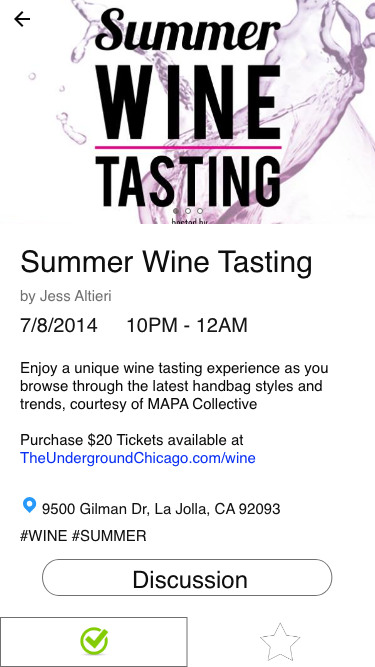 Summer
WINE
TASTING
hosted by
Summer Wine Tasting
by Jess Altieri
7/8/2014 10PM - 12AM
Enjoy a unique wine tasting experience as you
browse through the latest handbag styles and
trends, courtesy of MAPA Collective
Purchase $20 Tickets available at
TheUndergroundChicago.com/wine
9500 Gilman Dr, La Jolla, CA 92093
#WINE #SUMMER
Discussion